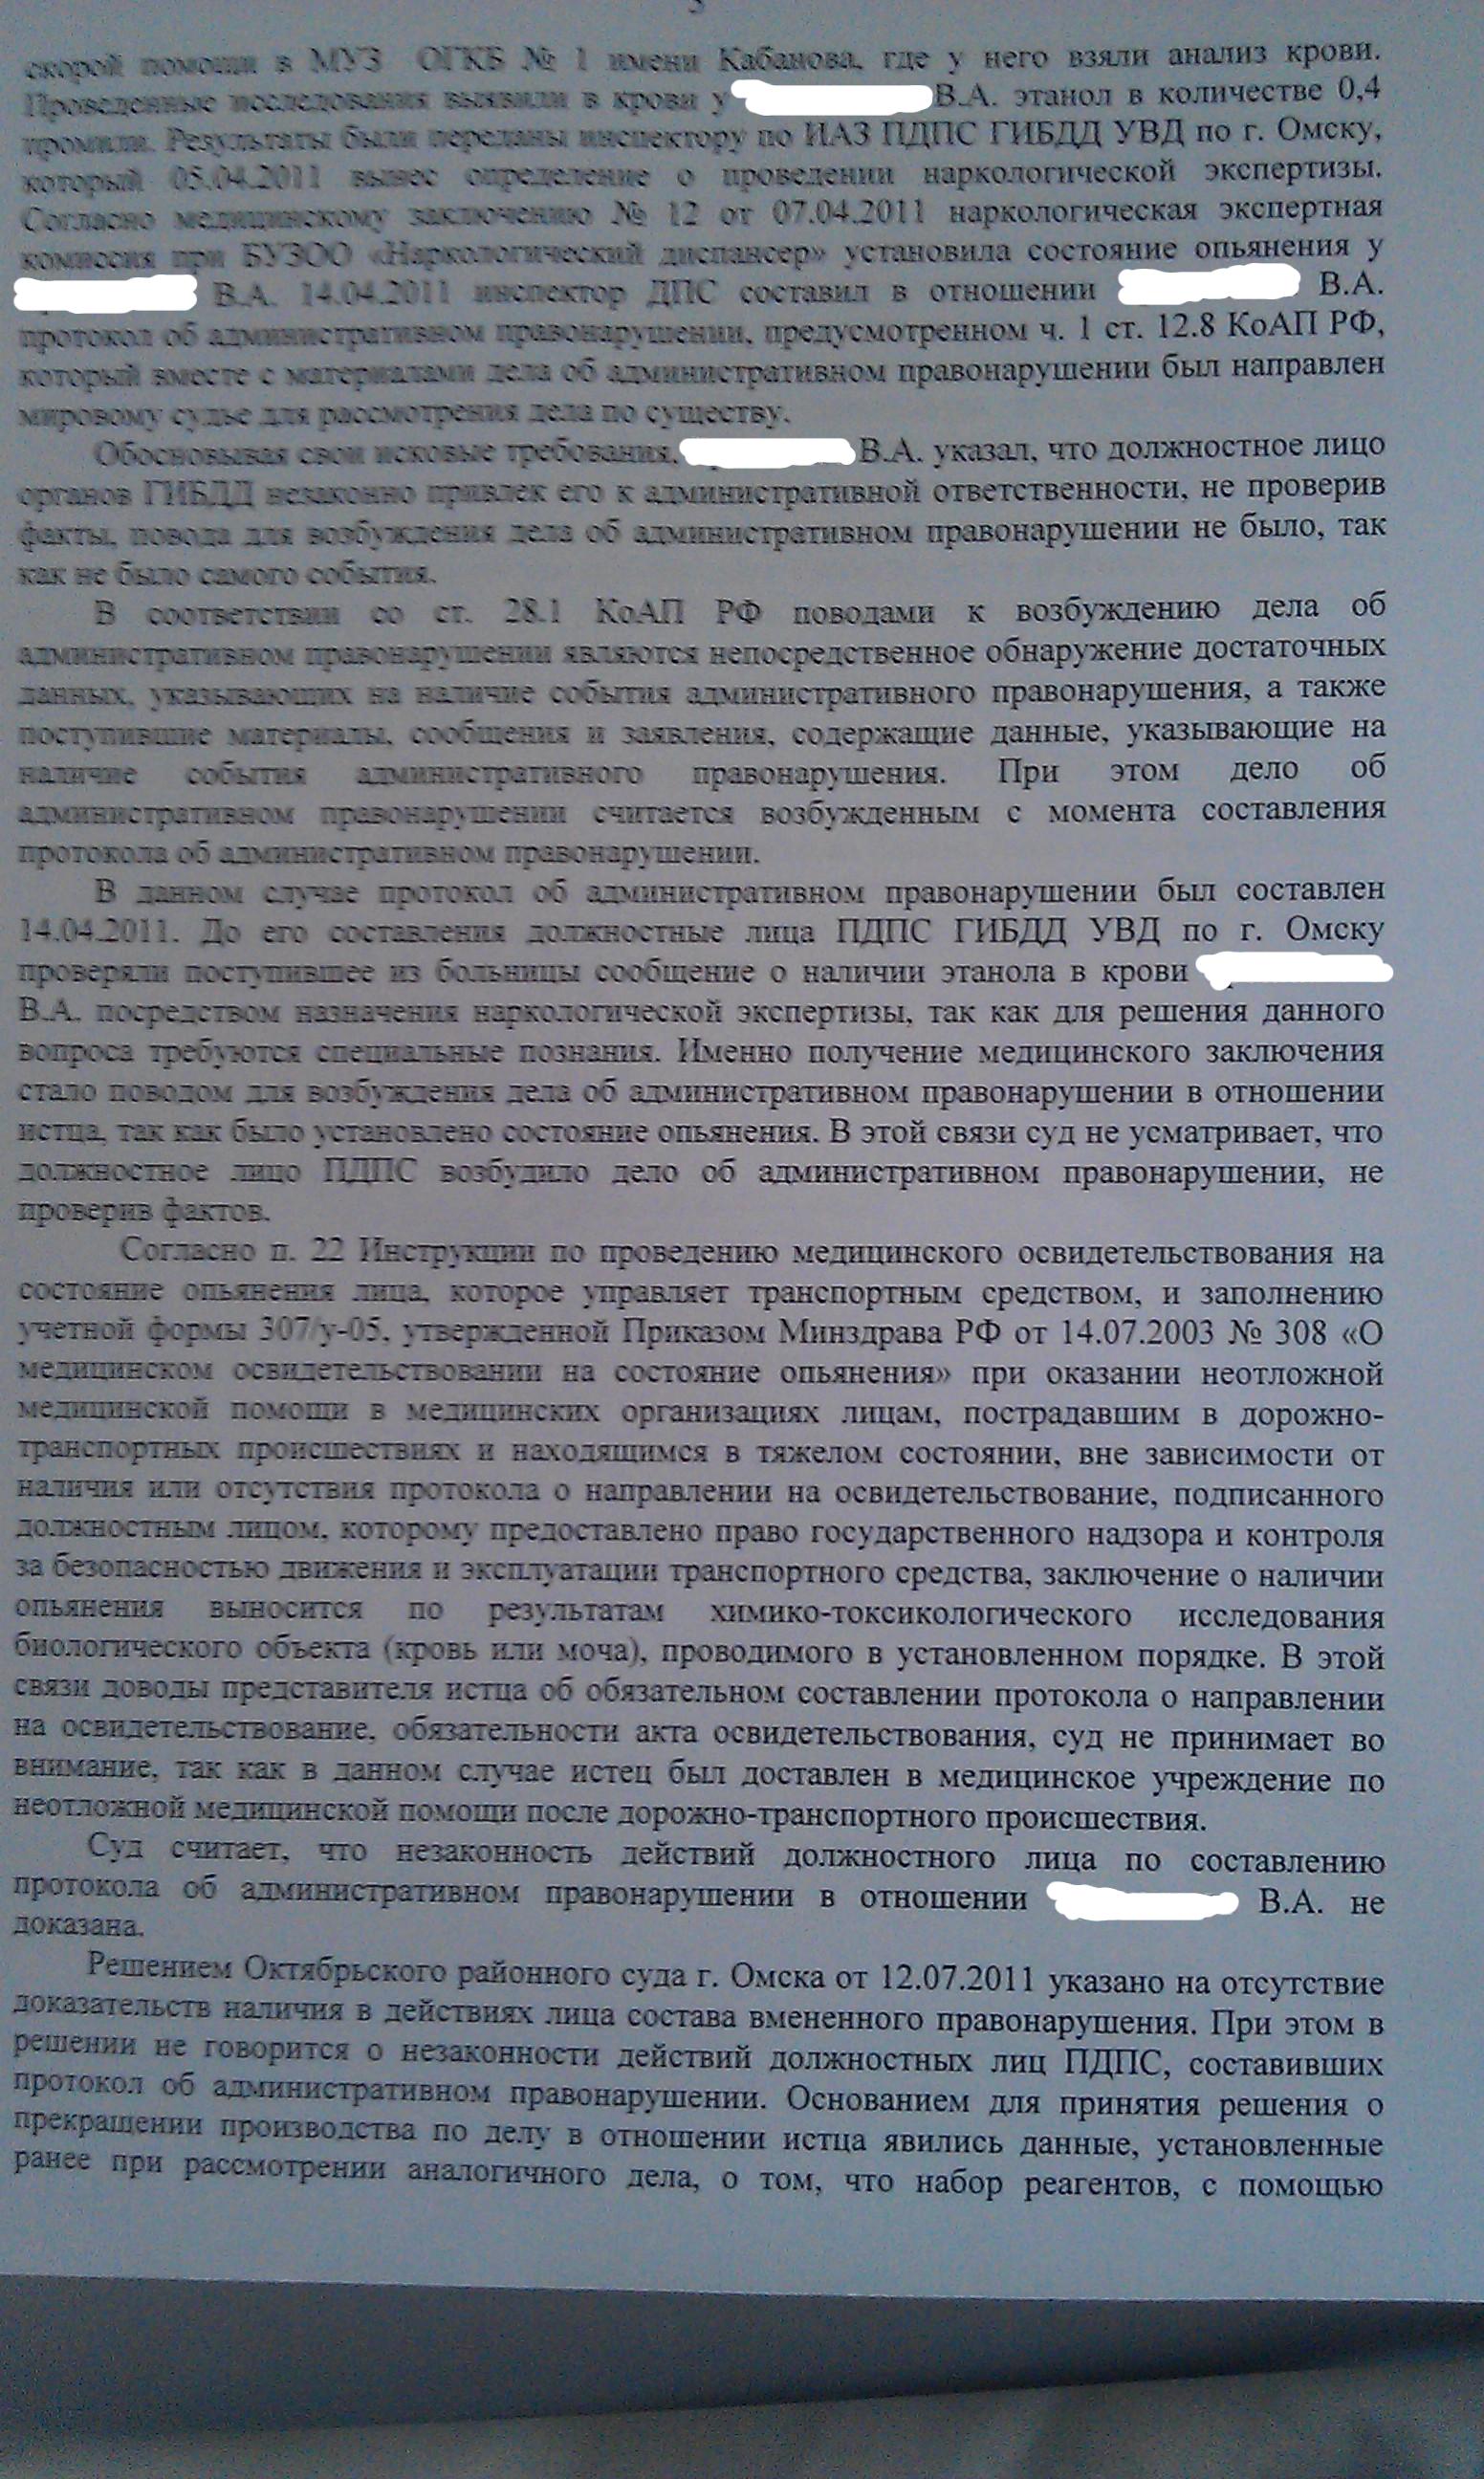 скорой помощи в МУЗ ОГКБ № 1 имени Кабанова, где у него взяли анализ крови.
Проведенные исследования выявили в крови у В.А. этанол в количестве 0,4
промили. Результаты были переданы инспектору по ИАЗ ПДПС ГИБДД УВД по г. Омску,
который 05.04.2011 вынес определение о проведении наркологической экспертизы.
Согласно медицинскому заключению № 12 от 07.04.2011 наркологическая экспертная
комиссия при БУЗОО «Наркологический диспансер» установила состояние опьянения у
В.А. 14.04.2011 инспектор ДПС составил в отношении В.А.
протокол об административном правонарушении, предусмотренном ч. 1 ст. 12.8 КоАП РФ,
который вместе с материалами дела об административном правонарушении был направлен
мировому судье для рассмотрения дела по существу.
Обосновывая свои исковые требования, В.А. указал, что должностное лицо
органов ГИБДД незаконно привлек его к административной ответственности, не проверив
факты, повода для возбуждения дела об административном правонарушении не было, так
как не было самого события.
В соответствии со ст. 28.1 КоАП РФ поводами к возбуждению дела об
административном правонарушении являются непосредственное обнаружение достаточных
данных, указывающих на наличие события административного правонарушения, а также
поступившие материалы, сообщения и заявления, содержащие данные, указывающие на
наличие события административного правонарушения. При этом дело об
административном правонарушении считается возбужденным с момента составления
протокола об административном правонарушении.
В данном случае протокол об административном правонарушении был составлен
14.04.2011. До его составления должностные лица ПДПС ГИБДД УВД по г. Омску
проверяли поступившее из больницы сообщение о наличии этанола в крови
В.А. посредством назначения наркологической экспертизы, так как для решения данного
вопроса требуются специальные познания. Именно получение медицинского заключения
стало поводом для возбуждения дела об административном правонарушении в отношении
истца, так как было установлено состояние опьянения. В этой связи суд не усматривает, что
должностное лицо ПДПС возбудило дело об административном правонарушении, не
проверив фактов.
Согласно п. 22 Инструкции по проведению медицинского освидетельствования на
состояние опьянения лица, которое управляет транспортным средством, и заполнению
учетной формы 307/у-05, утвержденной Приказом Минздрава РФ от 14.07.2003 № 308 «О
медицинском освидетельствовании на состояние опьянения» при оказании неотложной
медицинской помощи в медицинских организациях лицам, пострадавшим в дорожно-
транспортных происшествиях и находящимся в тяжелом состоянии, вне зависимости от
наличия или отсутствия протокола о направлении на освидетельствование, подписанного
должностным лицом, которому предоставлено право государственного надзора и контроля
за безопасностью движения и эксплуатации транспортного средства, заключение о наличии
опьянения выносится по результатам химико-токсикологического исследования
биологического объекта (кровь или моча), проводимого в установленном порядке. В этой
связи доводы представителя истца об обязательном составлении протокола о направлении
на освидетельствование, обязательности акта освидетельствования, суд не принимает во
внимание, так как в данном случае истец был доставлен в медицинское учреждение по
неотложной медицинской помощи после дорожно-транспортного происшествия.
Суд считает, что незаконность действий должностного лица по составлению
протокола об административном правонарушении в отношении В.А. не
доказана.
Решением Октябрьского районного суда г. Омска от 12.07.2011 указано на отсутствие
доказательств наличия в действиях лица состава вмененного правонарушения. При этом в
решении не говорится о незаконности действий должностных лиц ПДПС, составивших
протокол об административном правонарушении. Основанием для принятия решения о
прекращении производства по делу в отношении истца явились данные, установленные
ранее при рассмотрении аналогичного дела, о том, что набор реагентов, с помощью